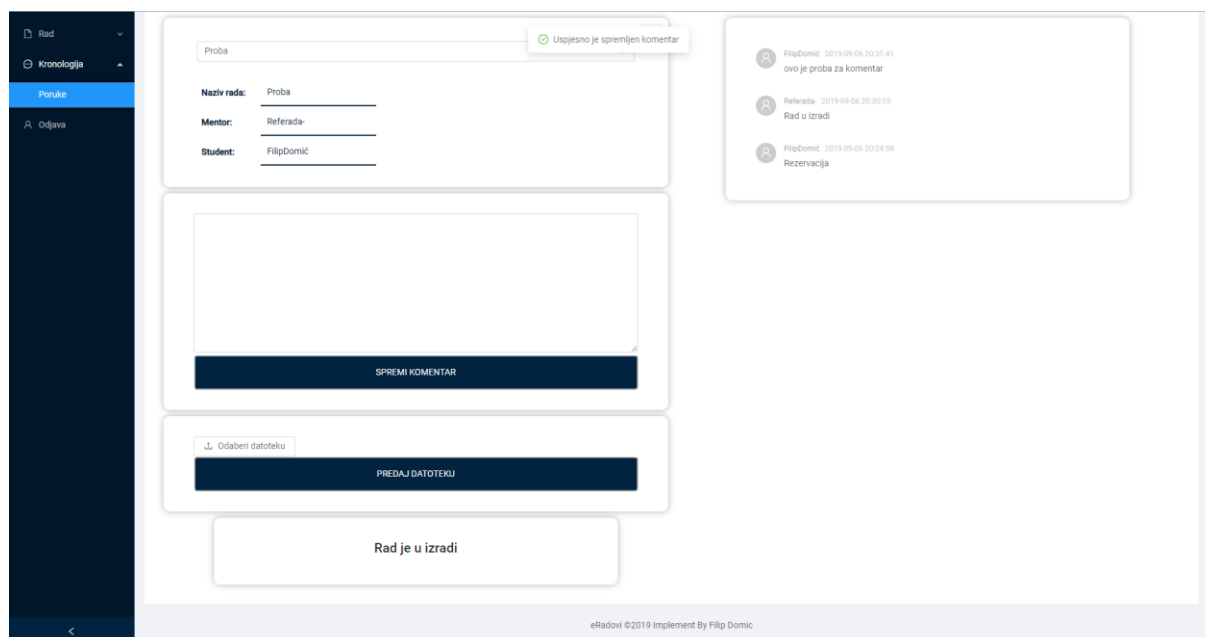 Rad
Kronologija
Poruke
Odjava
Uspjesno je spremljen komentar
Proba
Naziv rada: Proba
Mentor: Referada-
Student: FilipDomić
SPREMI KOMENTAR
Odaberi datoteku
PREDAJ DATOTEKU
Rad je u izradi
FilipDomić 2019-09-06 20:31:41
ovo je proba za komentar
Referada- 2019-09-06 20:30:15
Rad u izradi
FilipDomić 2019-09-06 20:24:59
Rezervacija
eRadovi ©2019 Implement By Filip Domic